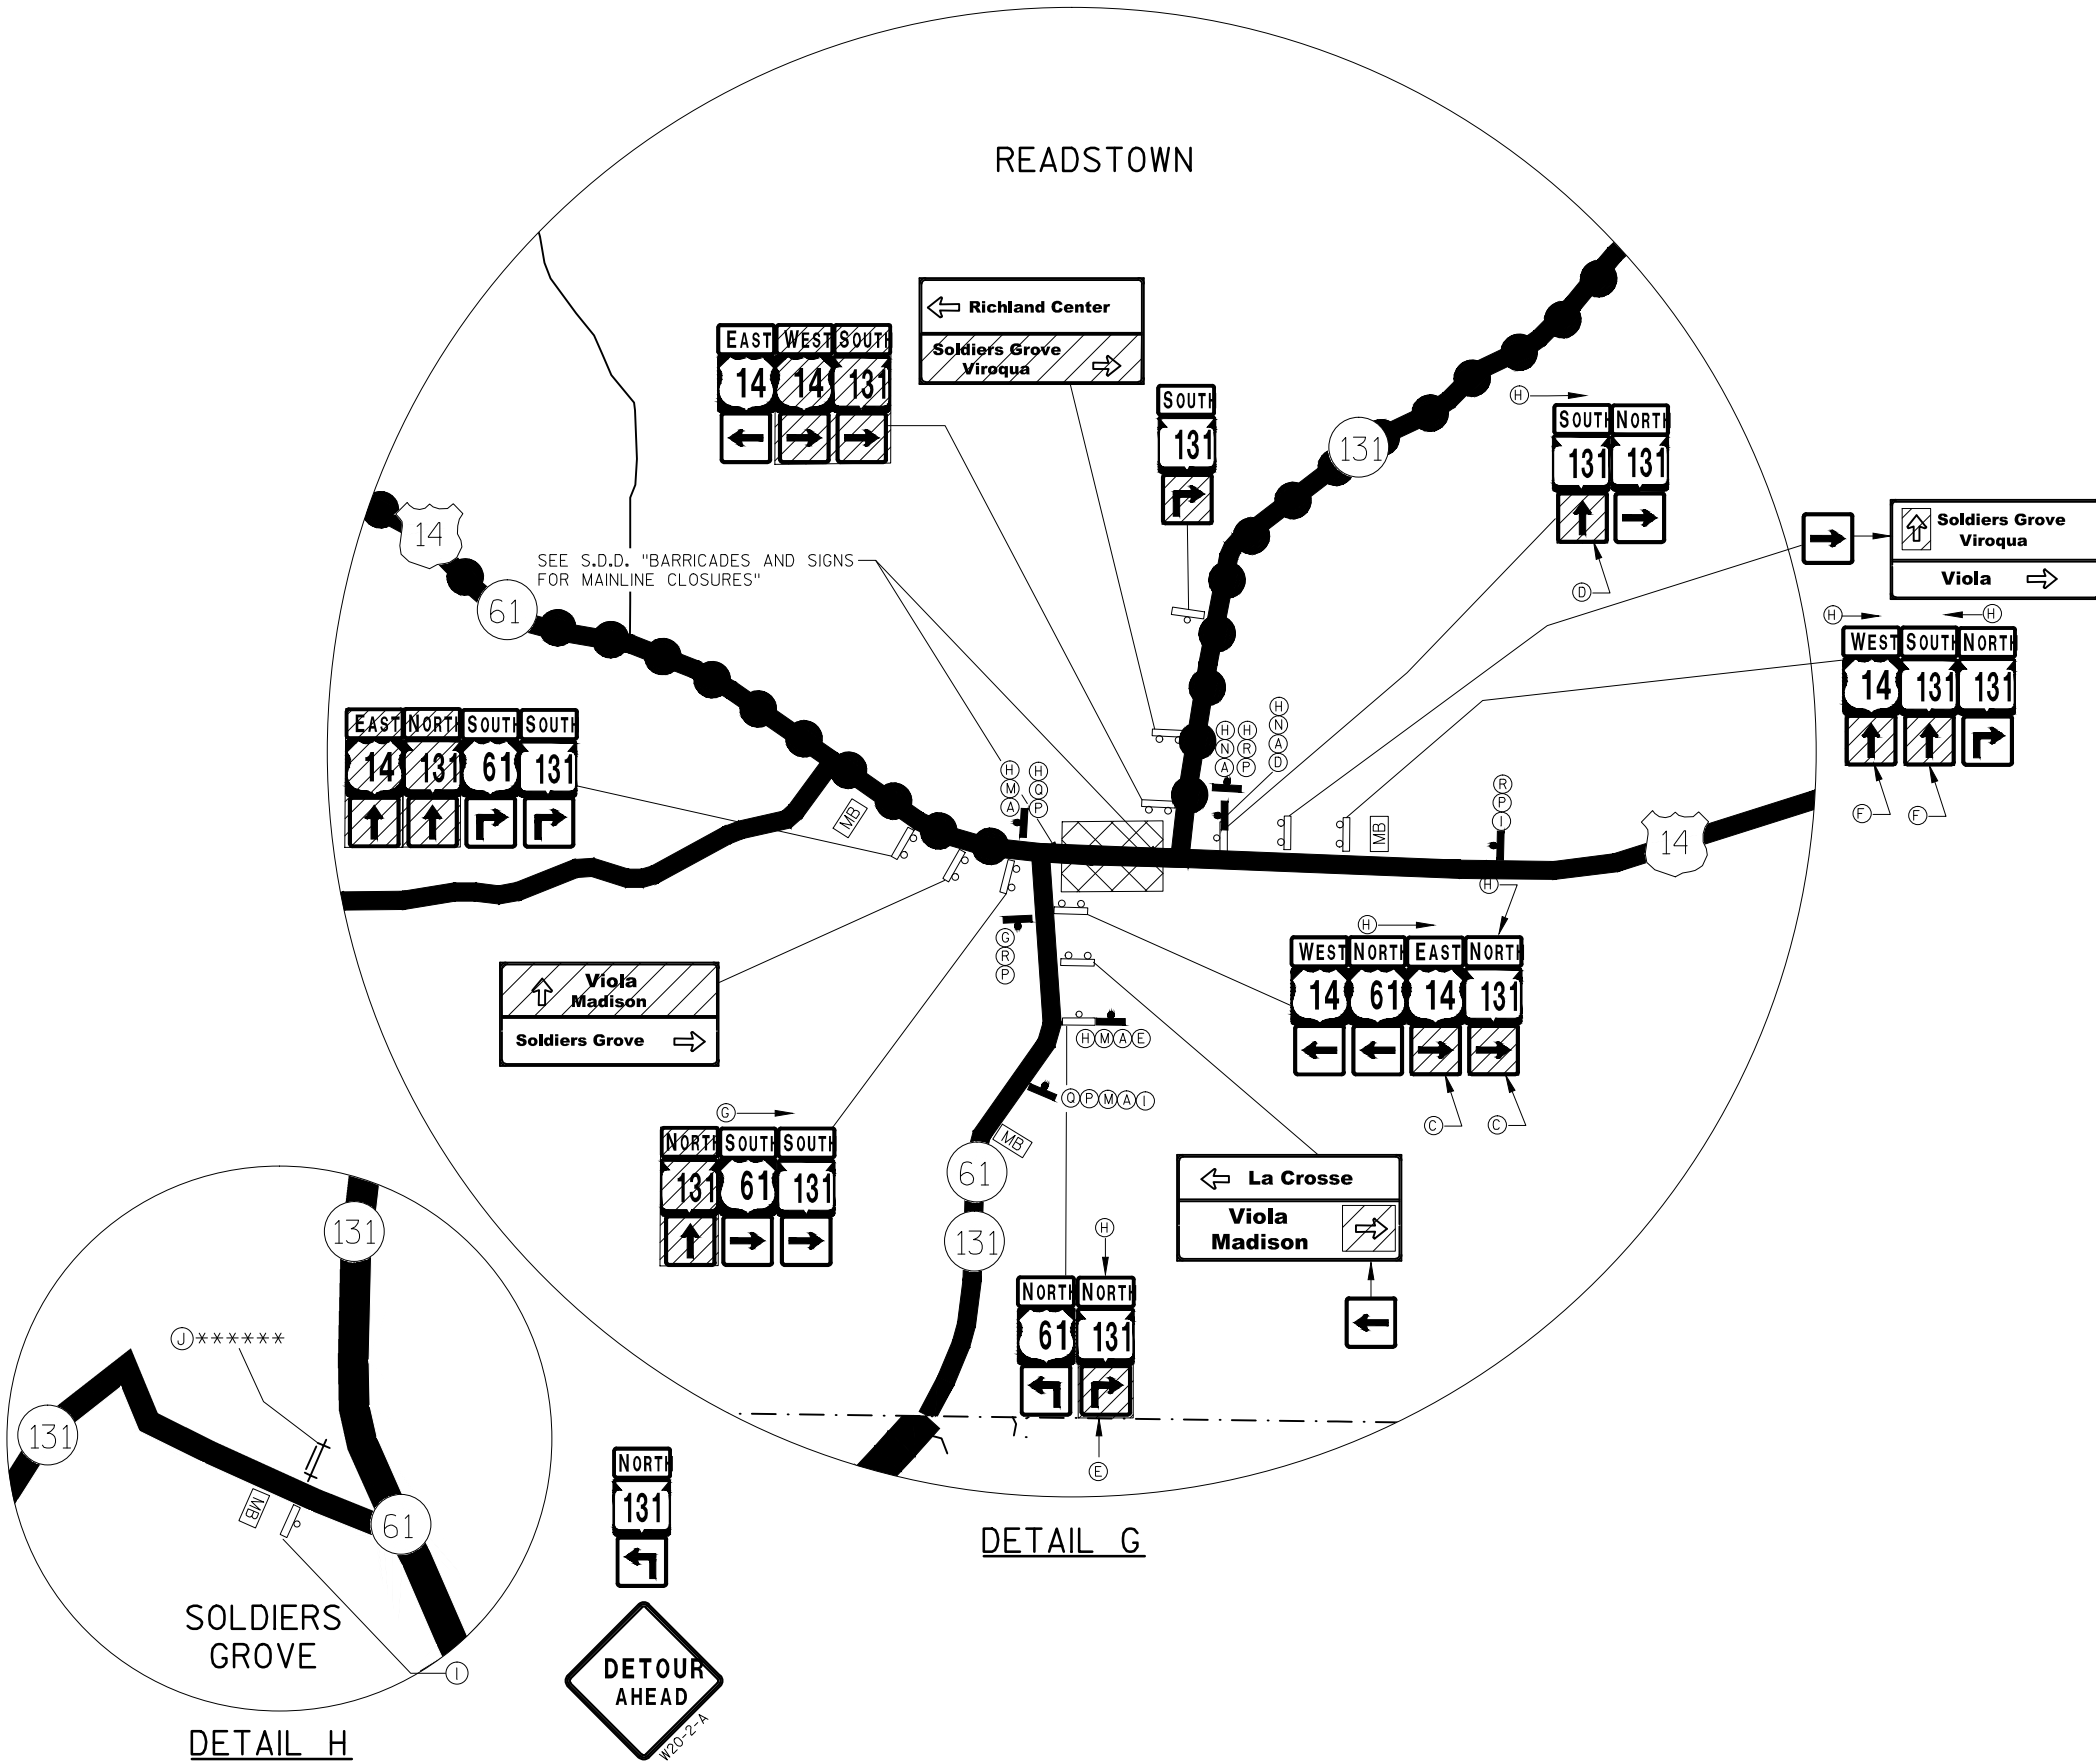 READSTOWN
Richland Center
Soldiers Grove
Viroqua
EAST WEST SOUTH
14 14 131
SOUTH
131
131
H
SOUTH NORTH
131 131
D
Soldiers Grove
Viroqua
Viola
14
61
SEE S.D.D. "BARRICADES AND SIGNS
FOR MAINLINE CLOSURES"
H H
WEST SOUTH NORTH
14 131 131
F F
EAST NORTH SOUTH SOUTH
14 131 61 131
MB
H
M
A
H
Q
P
H
N
A
H
R
P
H
N
A
D
MB
R
P
I
14
H
G
R
P
H
WEST NORTH EAST NORTH
14 61 14 131
C C
Viola
Madison
Soldiers Grove
H M A E
Q P M A I
MB
61
131
G
NORTH SOUTH SOUTH
131 61 131
La Crosse
Viola
Madison
H
NORTH NORTH
61 131
E
DETAIL G
131
J ******
131
MB
61
SOLDIERS
GROVE
I
DETAIL H
NORTH
131
DETOUR
AHEAD
W20-2-A